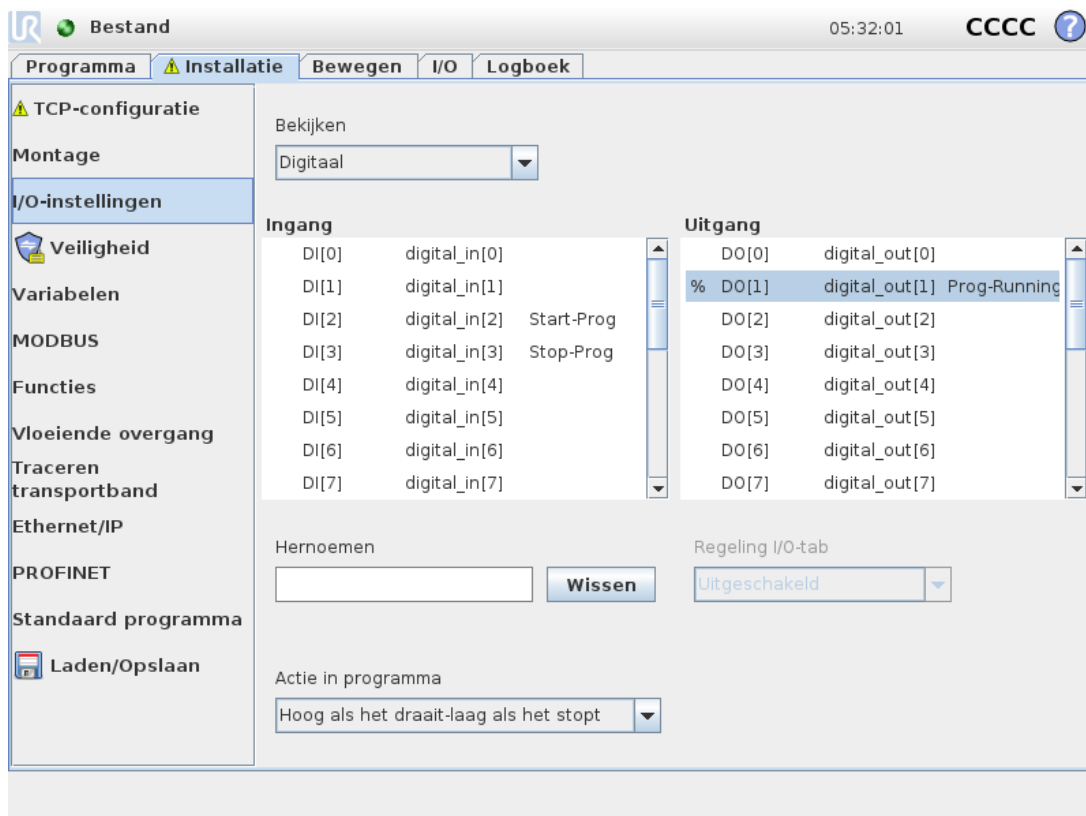 UR Bestand 05:32:01 CCCC ?
Programma Installatie Bewegen I/O Logboek
TCP-configuratie
Montage
I/O-instellingen
Veiligheid
Variabelen
MODBUS
Functies
Vloeiende overgang
Traceren
transportband
Ethernet/IP
PROFINET
Standaard programma
Laden/Opslaan
Bekijken
Digitaal
Ingang
DI[0] digital_in[0]
DI[1] digital_in[1]
DI[2] digital_in[2] Start-Prog
DI[3] digital_in[3] Stop-Prog
DI[4] digital_in[4]
DI[5] digital_in[5]
DI[6] digital_in[6]
DI[7] digital_in[7]
Uitgang
DO[0] digital_out[0]
% DO[1] digital_out[1] Prog-Running
DO[2] digital_out[2]
DO[3] digital_out[3]
DO[4] digital_out[4]
DO[5] digital_out[5]
DO[6] digital_out[6]
DO[7] digital_out[7]
Hernoemen
Wissen
Regeling I/O-tab
Uitgeschakeld
Actie in programma
Hoog als het draait-laag als het stopt